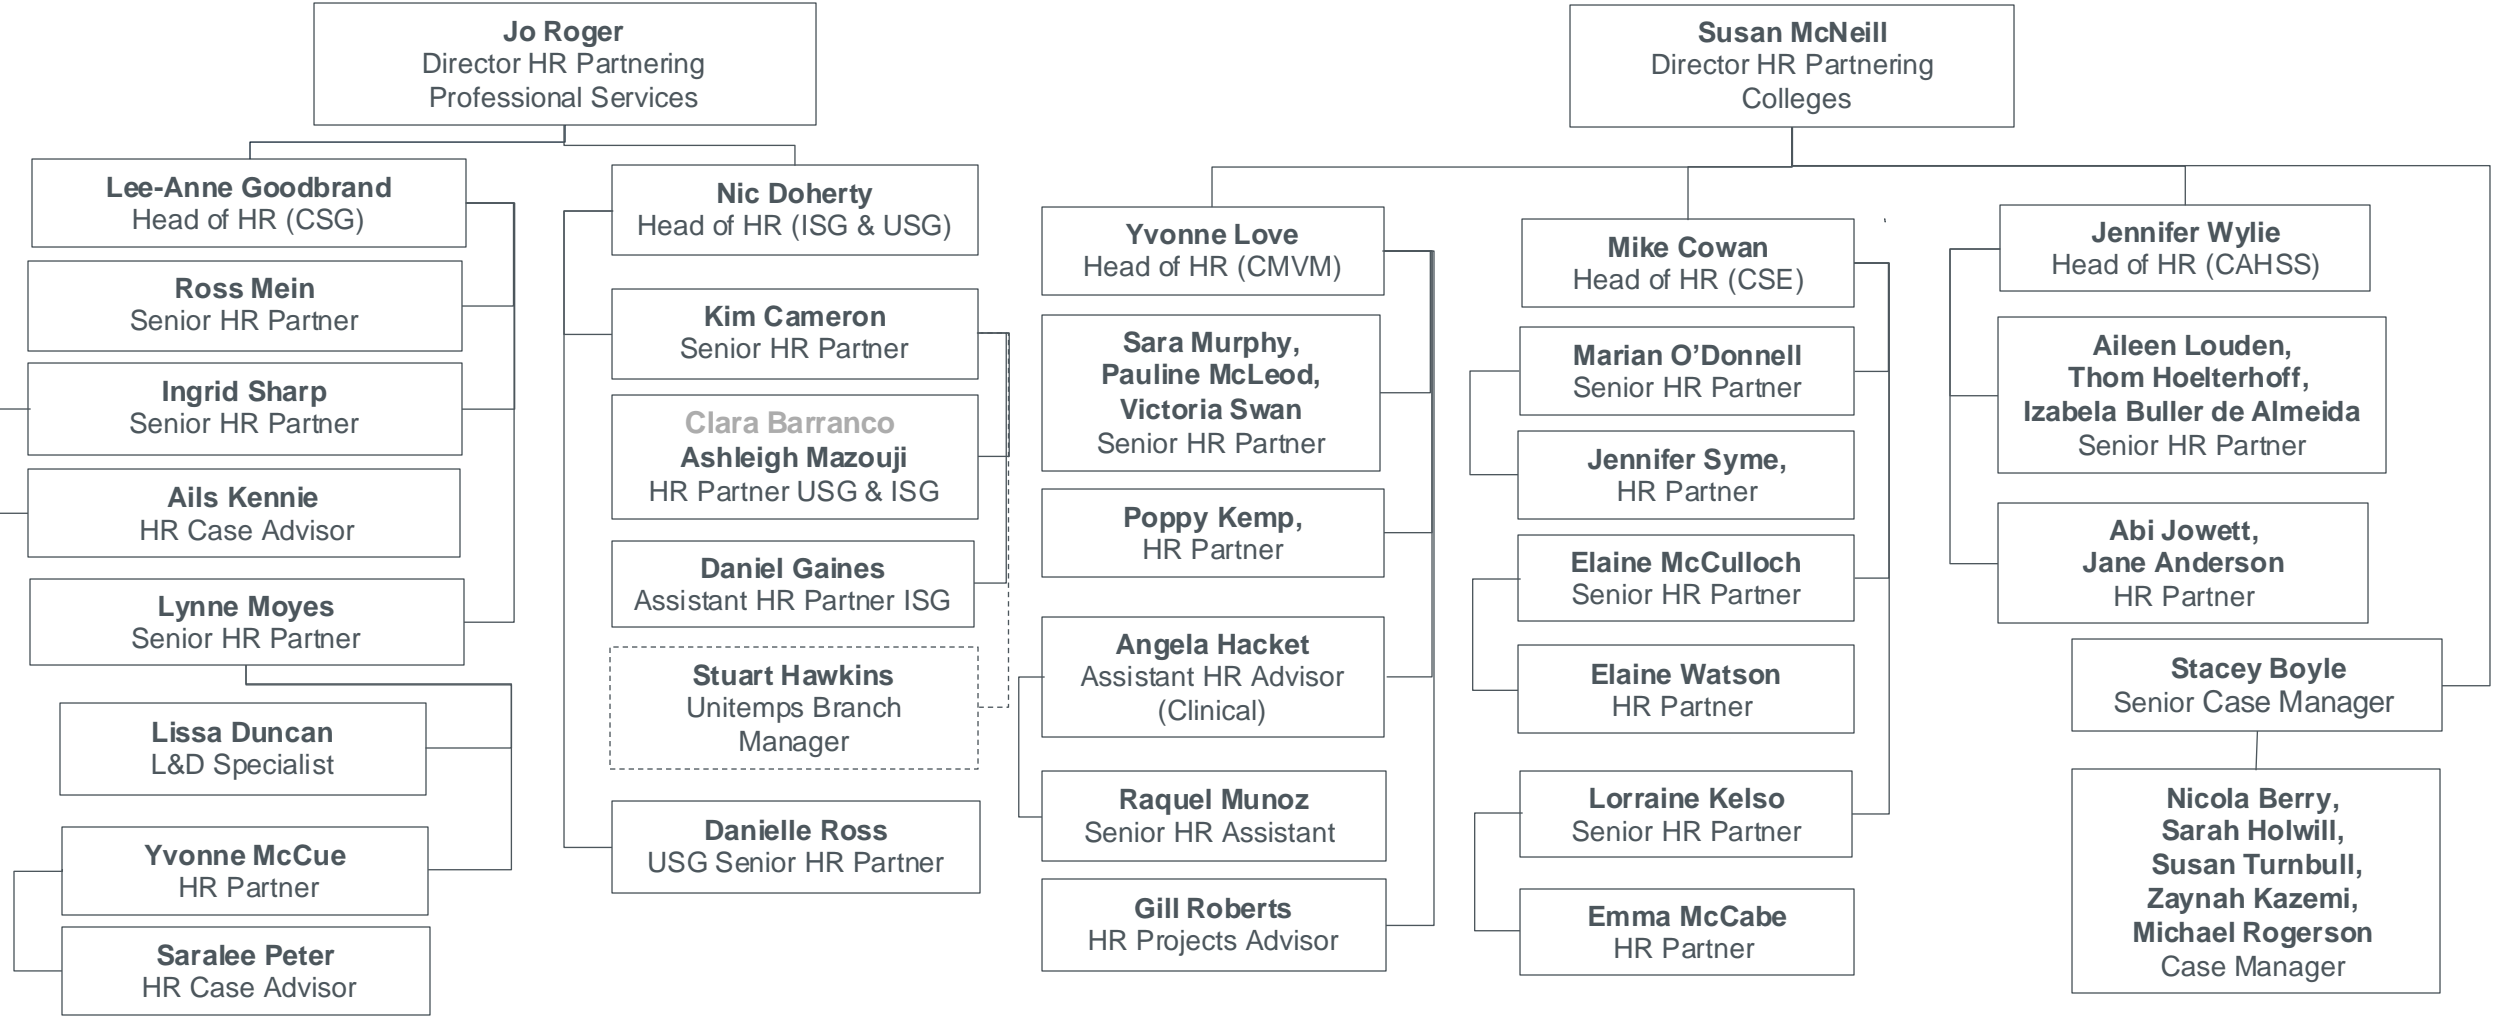 Jo Roger
Director HR Partnering
Professional Services
Lee-Anne Goodbrand
Head of HR (CSG)
Ross Mein
Senior HR Partner
Ingrid Sharp
Senior HR Partner
Ails Kennie
HR Case Advisor
Lynne Moyes
Senior HR Partner
Lissa Duncan
L&D Specialist
Yvonne McCue
HR Partner
Saralee Peter
HR Case Advisor
Nic Doherty
Head of HR (ISG & USG)
Kim Cameron
Senior HR Partner
Clara Barranco
Ashleigh Mazouji
HR Partner USG & ISG
Daniel Gaines
Assistant HR Partner ISG
Stuart Hawkins
Unitemps Branch
Manager
Danielle Ross
USG Senior HR Partner
Susan McNeill
Director HR Partnering
Colleges
Yvonne Love
Head of HR (CMVM)
Sara Murphy,
Pauline McLeod,
Victoria Swan
Senior HR Partner
Poppy Kemp,
HR Partner
Angela Hacket
Assistant HR Advisor
(Clinical)
Raquel Munoz
Senior HR Assistant
Gill Roberts
HR Projects Advisor
Mike Cowan
Head of HR (CSE)
Marian O’Donnell
Senior HR Partner
Jennifer Syme,
HR Partner
Elaine McCulloch
Senior HR Partner
Elaine Watson
HR Partner
Lorraine Kelso
Senior HR Partner
Emma McCabe
HR Partner
Jennifer Wylie
Head of HR (CAHSS)
Aileen Louden,
Thom Hoelterhoff,
Izabela Buller de Almeida
Senior HR Partner
Abi Jowett,
Jane Anderson
HR Partner
Stacey Boyle
Senior Case Manager
Nicola Berry,
Sarah Holwill,
Susan Turnbull,
Zaynah Kazemi,
Michael Rogerson
Case Manager